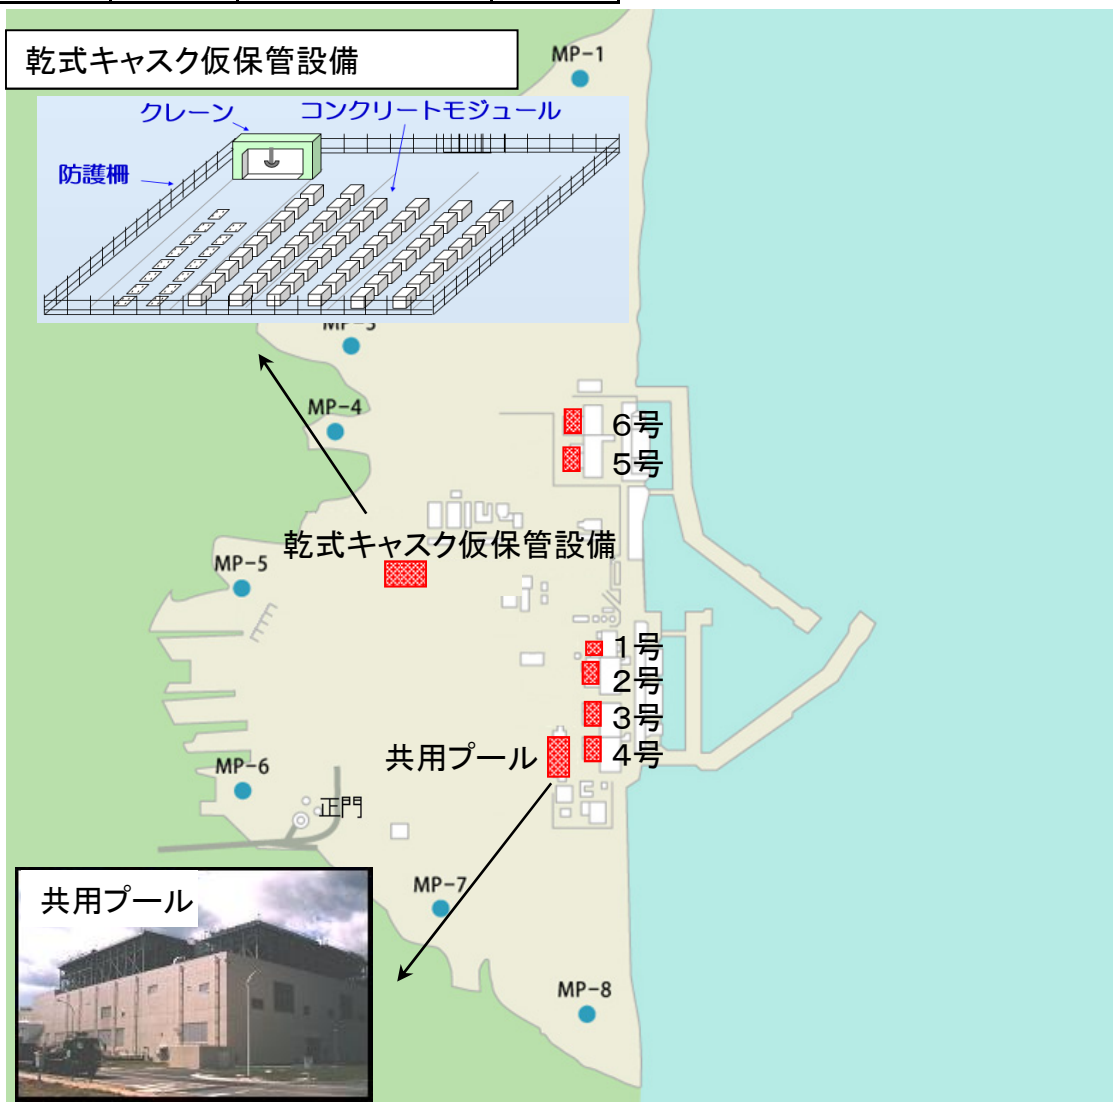 乾式キャスク仮保管設備
MP-1
クレーン
コンクリートモジュール
防護柵
MP-3
MP-4
6号
5号
乾式キャスク仮保管設備
MP-5
1号
2号
3号
共用プール
4号
MP-6
正門
MP-7
共用プール
MP-8